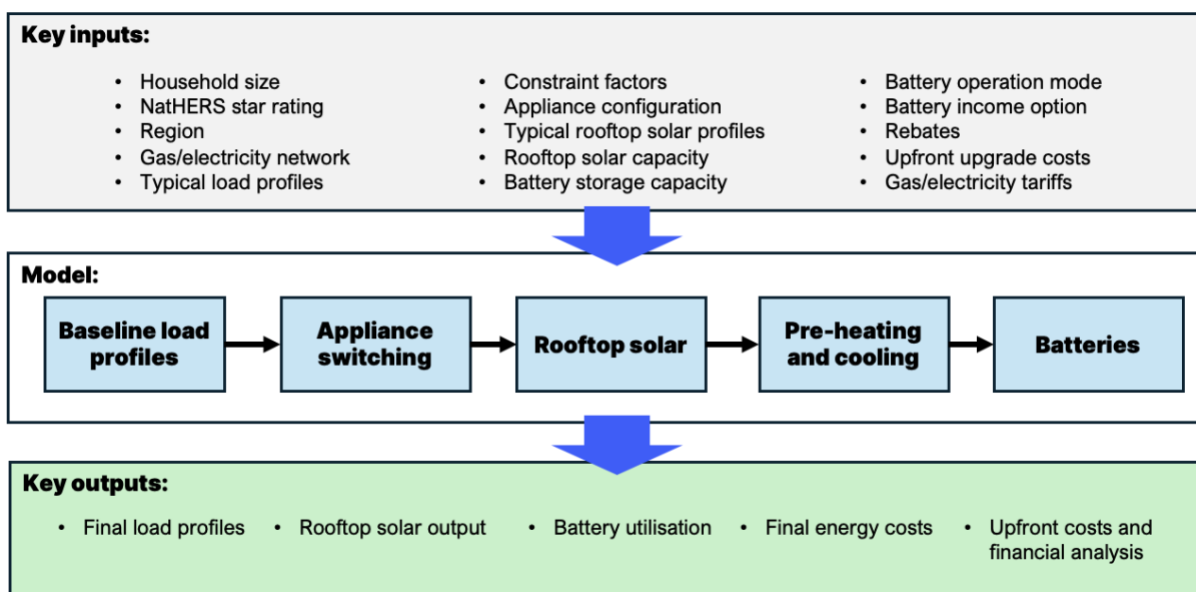 Key inputs:
• Household size
• NatHERS star rating
• Region
• Gas/electricity network
• Typical load profiles
• Constraint factors
• Appliance configuration
• Typical rooftop solar profiles
• Rooftop solar capacity
• Battery storage capacity
• Battery operation mode
• Battery income option
• Rebates
• Upfront upgrade costs
• Gas/electricity tariffs
Model:
Baseline load
profiles
Appliance
switching
Rooftop solar
Pre-heating
and cooling
Batteries
Key outputs:
• Final load profiles
• Rooftop solar output
• Battery utilisation
• Final energy costs
• Upfront costs and
financial analysis